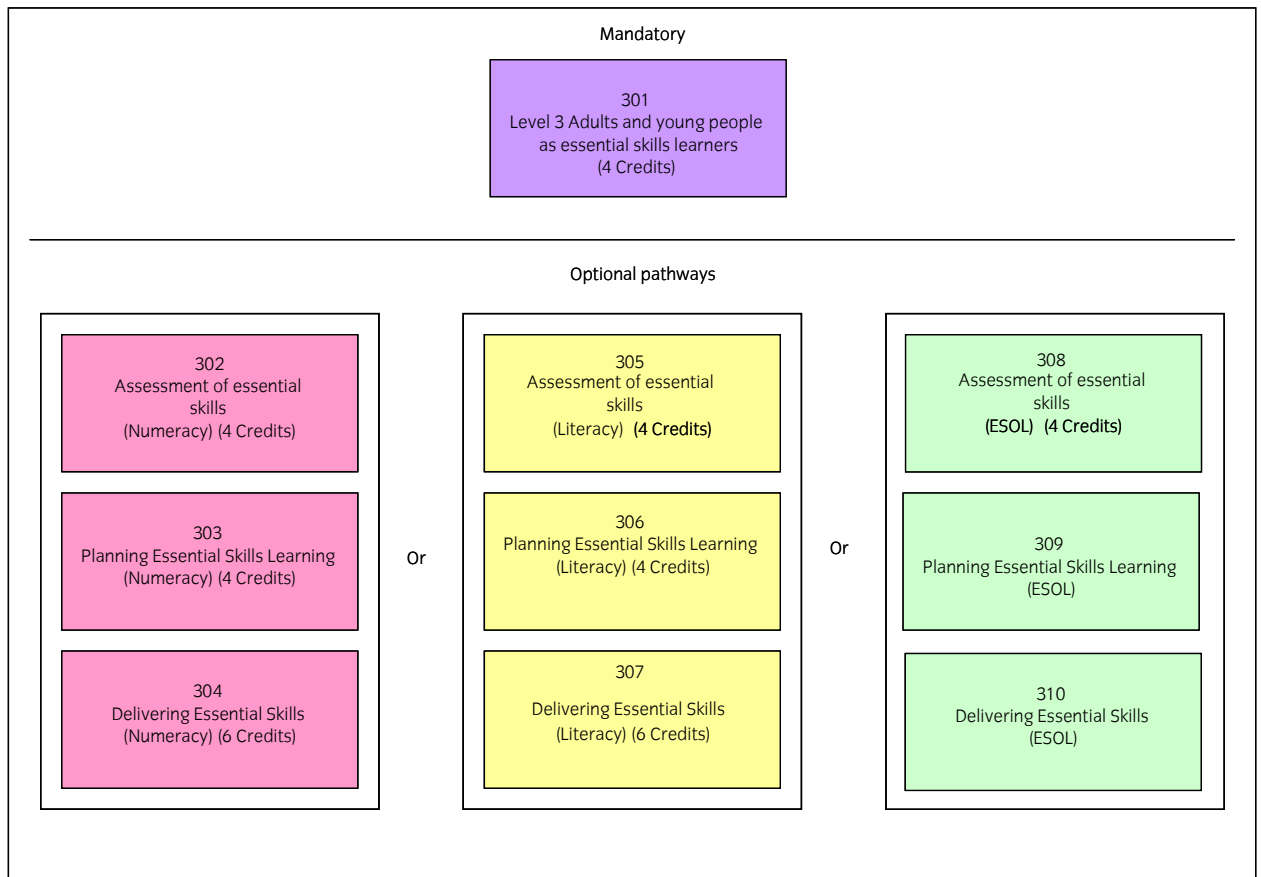 Mandatory
301
Level 3 Adults and young people
as essential skills learners
(4 Credits)
Optional pathways
302
Assessment of essential
skills
(Numeracy) (4 Credits)
303
Planning Essential Skills Learning
(Numeracy) (4 Credits)
304
Delivering Essential Skills
(Numeracy) (6 Credits)
Or
305
Assessment of essential
skills
(Literacy) (4 Credits)
306
Planning Essential Skills Learning
(Literacy) (4 Credits)
307
Delivering Essential Skills
(Literacy) (6 Credits)
Or
308
Assessment of essential
skills
(ESOL) (4 Credits)
309
Planning Essential Skills Learning
(ESOL)
310
Delivering Essential Skills
(ESOL)